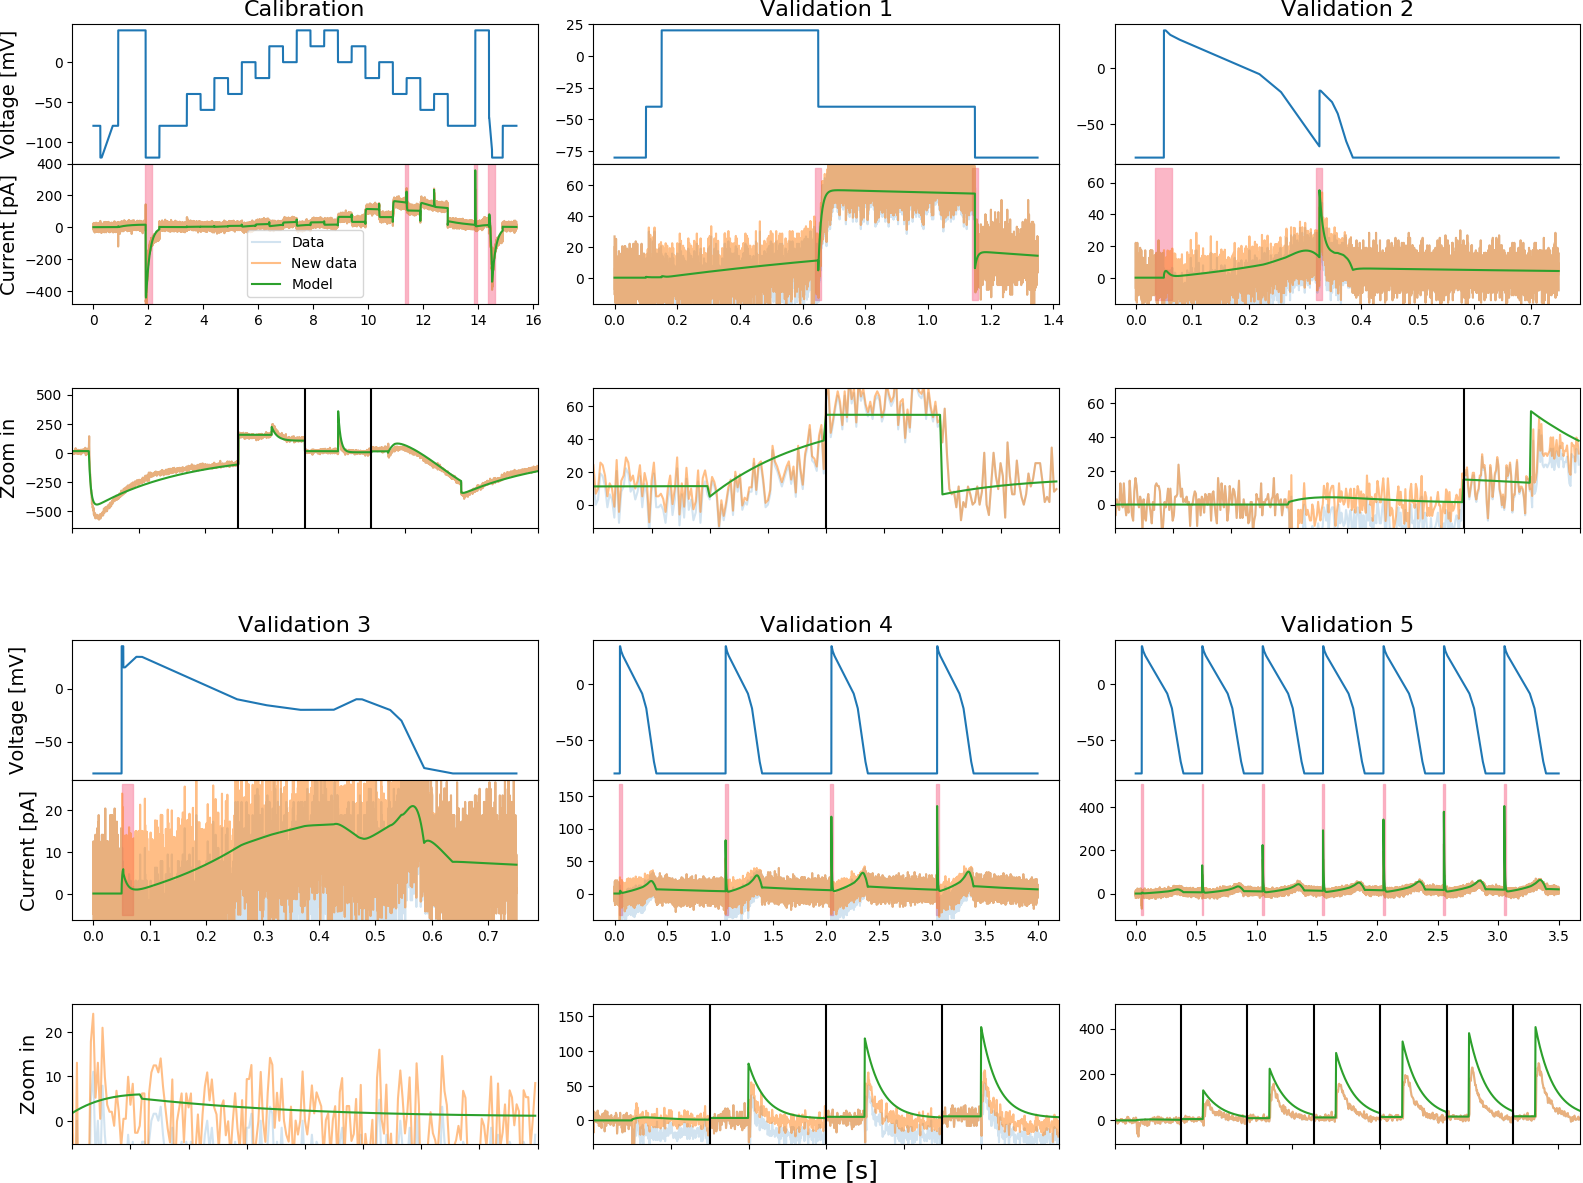 Calibration
Validation 1
Validation 2
Voltage [mV]
0
−50
−100
25
0
−25
−50
−75
0
−50
Current [pA]
400
200
0
−200
−400
Data
New data
Model
60
40
20
0
60
40
20
0
0 2 4 6 8 10 12 14 16
0.0 0.2 0.4 0.6 0.8 1.0 1.2 1.4
0.0 0.1 0.2 0.3 0.4 0.5 0.6 0.7
Zoom in
500
250
0
−250
−500
60
40
20
0
60
40
20
0
Validation 3
Validation 4
Validation 5
Voltage [mV]
0
−50
0
−50
0
−50
Current [pA]
20
10
0
150
100
50
0
400
200
0
0.0 0.1 0.2 0.3 0.4 0.5 0.6 0.7
0.0 0.5 1.0 1.5 2.0 2.5 3.0 3.5 4.0
0.0 0.5 1.0 1.5 2.0 2.5 3.0 3.5
Zoom in
20
10
0
150
100
50
0
400
200
0
Time [s]